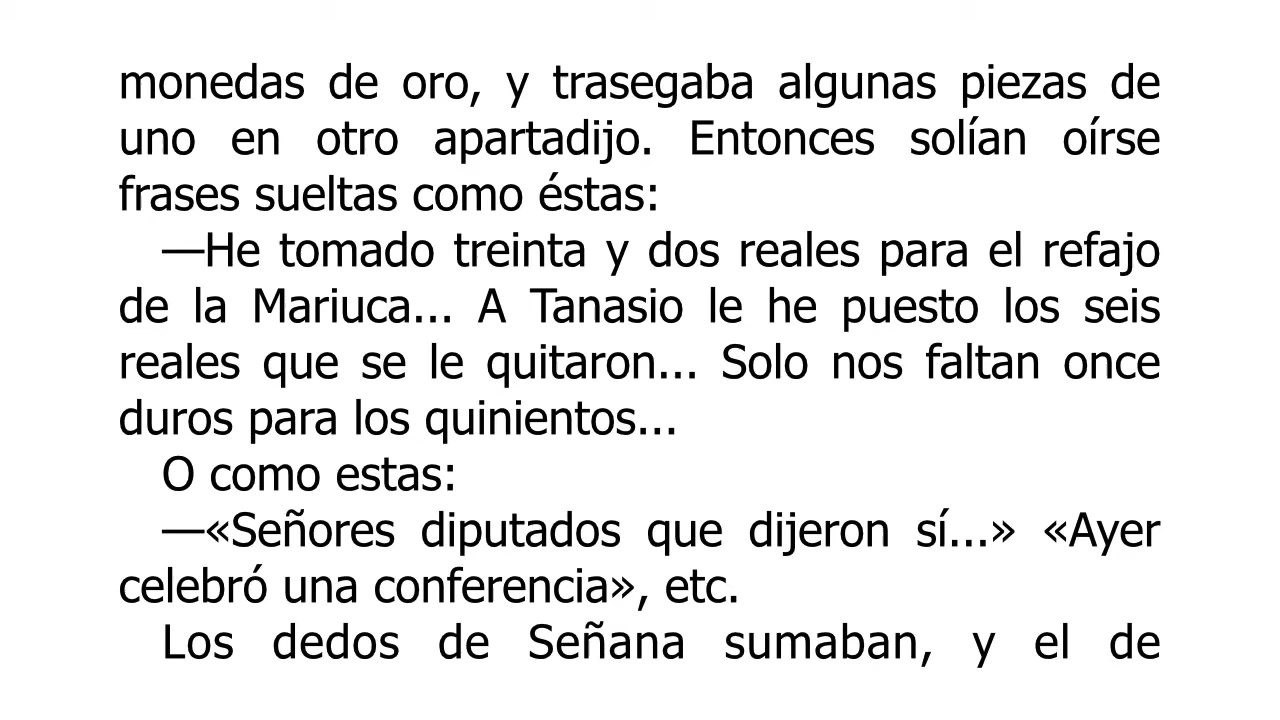 monedas de oro, y trasegaba algunas piezas de
uno en otro apartadijo. Entonces solían oírse
frases sueltas como éstas:
—He tomado treinta y dos reales para el refajo
de la Mariuca... A Tanasio le he puesto los seis
reales que se le quitaron... Solo nos faltan once
duros para los quinientos...
O como estas:
—«Señores diputados que dijeron sí...» «Ayer
celebró una conferencia», etc.
Los dedos de Señana sumaban, y el de